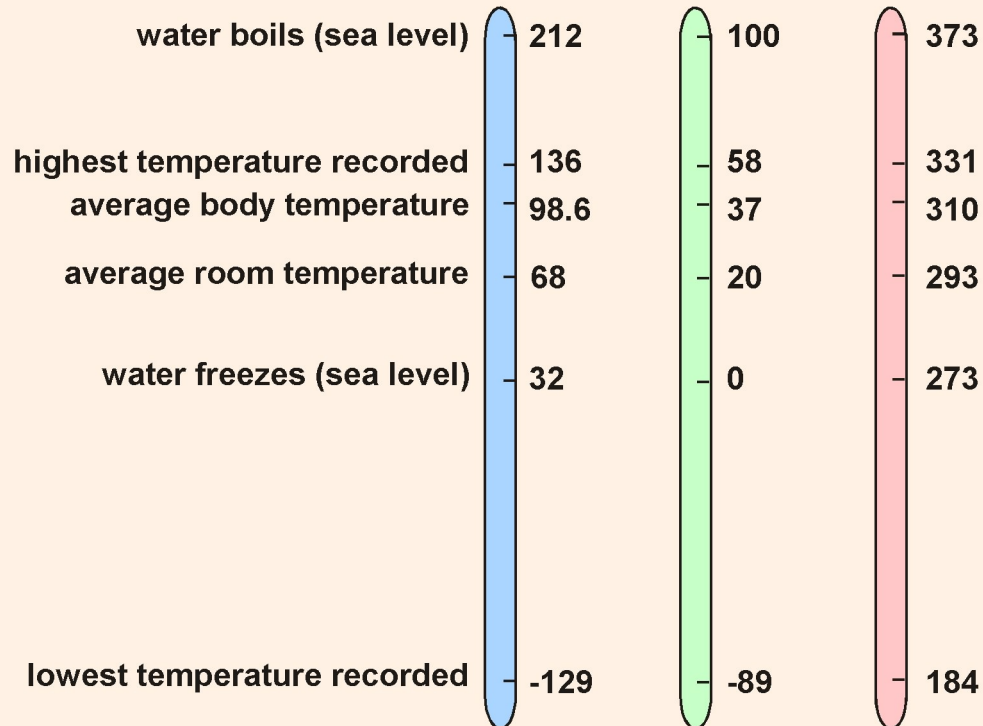 water boils (sea level) 212 100 373
highest temperature recorded 136 58 331
average body temperature 98.6 37 310
average room temperature 68 20 293
water freezes (sea level) 32 0 273
lowest temperature recorded -129 -89 184